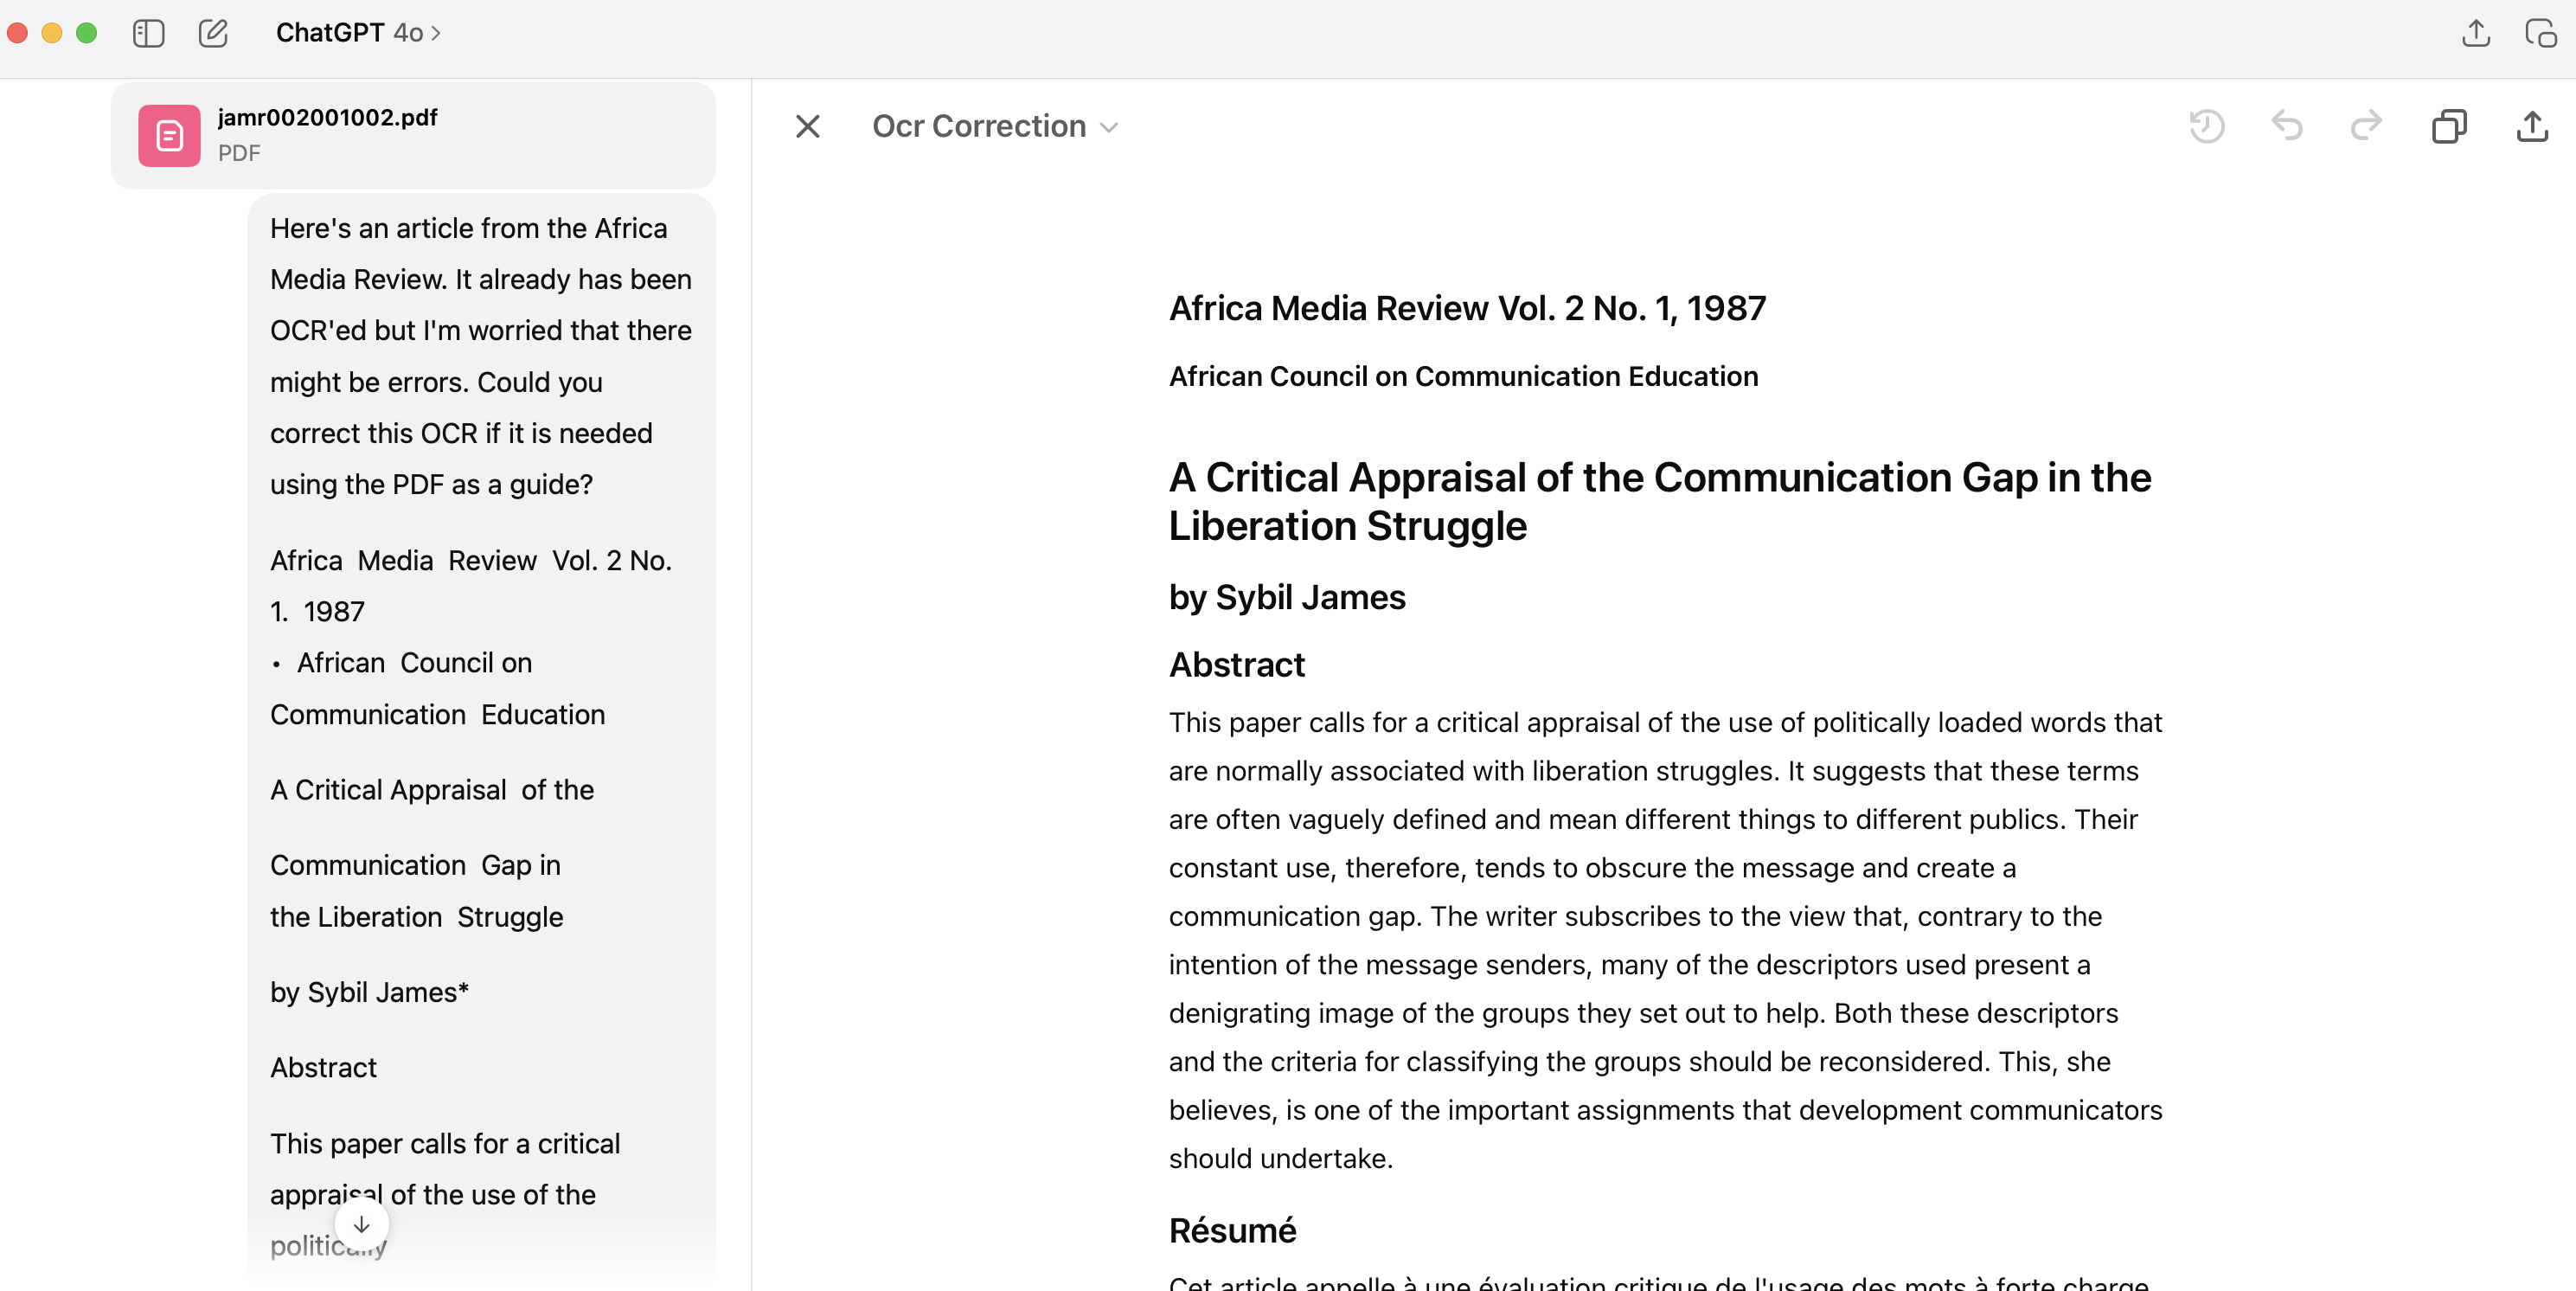 ChatGPT 4o >
jamr002001002.pdf
PDF
Here's an article from the Africa
Media Review. It already has been
OCR'ed but I'm worried that there
might be errors. Could you
correct this OCR if it is needed
using the PDF as a guide?
Africa  Media  Review  Vol. 2 No.
1.  1987
•  African  Council on
Communication  Education
A Critical Appraisal  of the
Communication  Gap in
the Liberation  Struggle
by Sybil James*
Abstract
This paper calls for a critical
appraisal of the use of the
politically
Ocr Correction
Africa Media Review Vol. 2 No. 1, 1987
African Council on Communication Education
A Critical Appraisal of the Communication Gap in the
Liberation Struggle
by Sybil James
Abstract
This paper calls for a critical appraisal of the use of politically loaded words that
are normally associated with liberation struggles. It suggests that these terms
are often vaguely defined and mean different things to different publics. Their
constant use, therefore, tends to obscure the message and create a
communication gap. The writer subscribes to the view that, contrary to the
intention of the message senders, many of the descriptors used present a
denigrating image of the groups they set out to help. Both these descriptors
and the criteria for classifying the groups should be reconsidered. This, she
believes, is one of the important assignments that development communicators
should undertake.
Résumé
Cet article appelle à une évaluation critique de l'usage des mots à forte charge